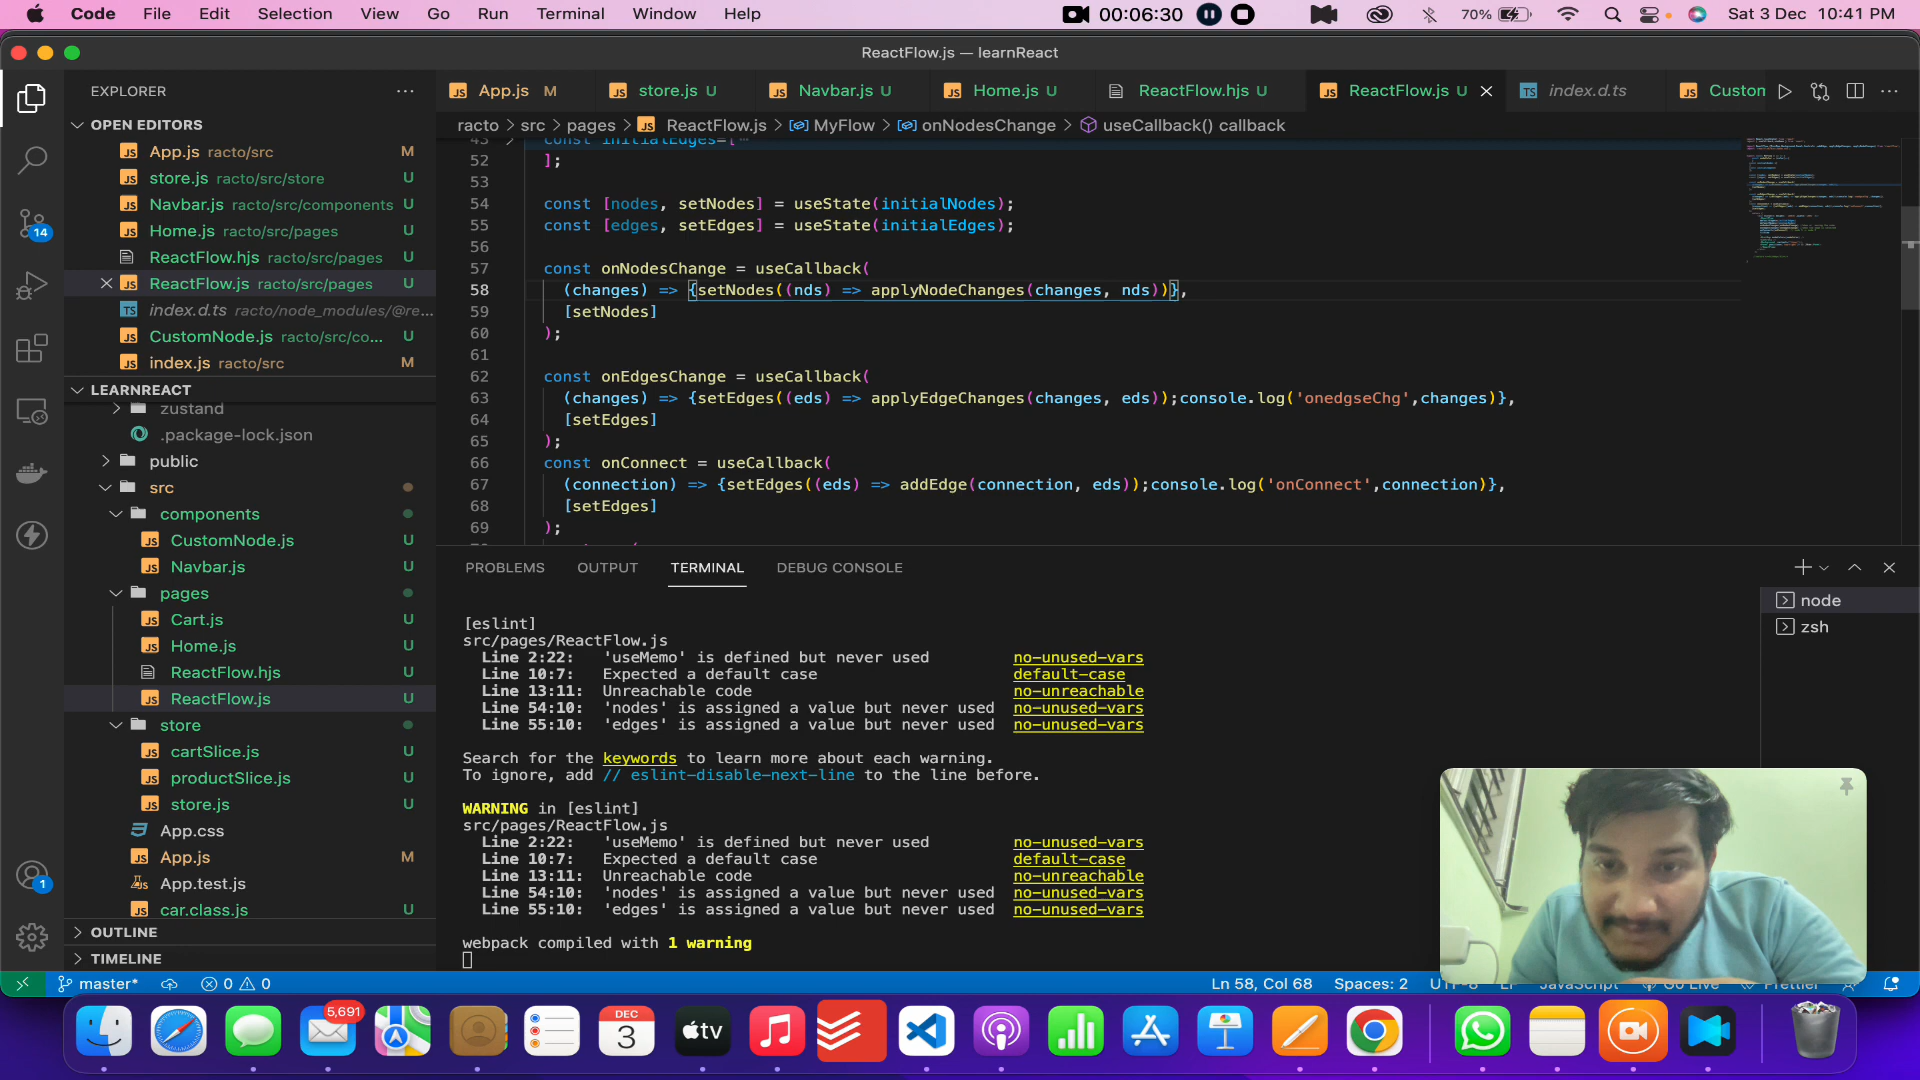 Code File Edit Selection View Go Run Terminal Window Help 00:06:30 70% Sat 3 Dec 10:41 PM
ReactFlow.js — learnReact
EXPLORER
App.js M store.js U Navbar.js U Home.js U ReactFlow.hjs U ReactFlow.js U index.d.ts Custom
racto > src > pages > ReactFlow.js > MyFlow > onNodesChange > useCallback() callback
OPEN EDITORS
App.js racto/src M
store.js racto/src/store U
Navbar.js racto/src/components U
Home.js racto/src/pages U
ReactFlow.hjs racto/src/pages U
ReactFlow.js racto/src/pages U
index.d.ts racto/node_modules/@re...
CustomNode.js racto/src/co... U
index.js racto/src M
LEARNREACT
zustand
.package-lock.json
public
src
components
CustomNode.js U
Navbar.js U
pages
Cart.js U
Home.js U
ReactFlow.hjs U
ReactFlow.js U
store
cartSlice.js U
productSlice.js U
store.js U
App.css
App.js M
App.test.js
car.class.js U
OUTLINE
TIMELINE
14
1
const initialEdges=[
52 ];
53
54 const [nodes, setNodes] = useState(initialNodes);
55 const [edges, setEdges] = useState(initialEdges);
56
57 const onNodesChange = useCallback(
58 (changes) => {setNodes((nds) => applyNodeChanges(changes, nds))},
59 [setNodes]
60 );
61
62 const onEdgesChange = useCallback(
63 (changes) => {setEdges((eds) => applyEdgeChanges(changes, eds));console.log('onedgseChg',changes)},
64 [setEdges]
65 );
66 const onConnect = useCallback(
67 (connection) => {setEdges((eds) => addEdge(connection, eds));console.log('onConnect',connection)},
68 [setEdges]
69 );
PROBLEMS OUTPUT TERMINAL DEBUG CONSOLE
node
zsh
[eslint]
src/pages/ReactFlow.js
Line 2:22: 'useMemo' is defined but never used no-unused-vars
Line 10:7: Expected a default case default-case
Line 13:11: Unreachable code no-unreachable
Line 54:10: 'nodes' is assigned a value but never used no-unused-vars
Line 55:10: 'edges' is assigned a value but never used no-unused-vars
Search for the keywords to learn more about each warning.
To ignore, add // eslint-disable-next-line to the line before.
WARNING in [eslint]
src/pages/ReactFlow.js
Line 2:22: 'useMemo' is defined but never used no-unused-vars
Line 10:7: Expected a default case default-case
Line 13:11: Unreachable code no-unreachable
Line 54:10: 'nodes' is assigned a value but never used no-unused-vars
Line 55:10: 'edges' is assigned a value but never used no-unused-vars
webpack compiled with 1 warning
master* 0 0 Ln 58, Col 68 Spaces: 2 UTF-8 LF JavaScript Go Live Prettier
5,691
DEC
3
tv